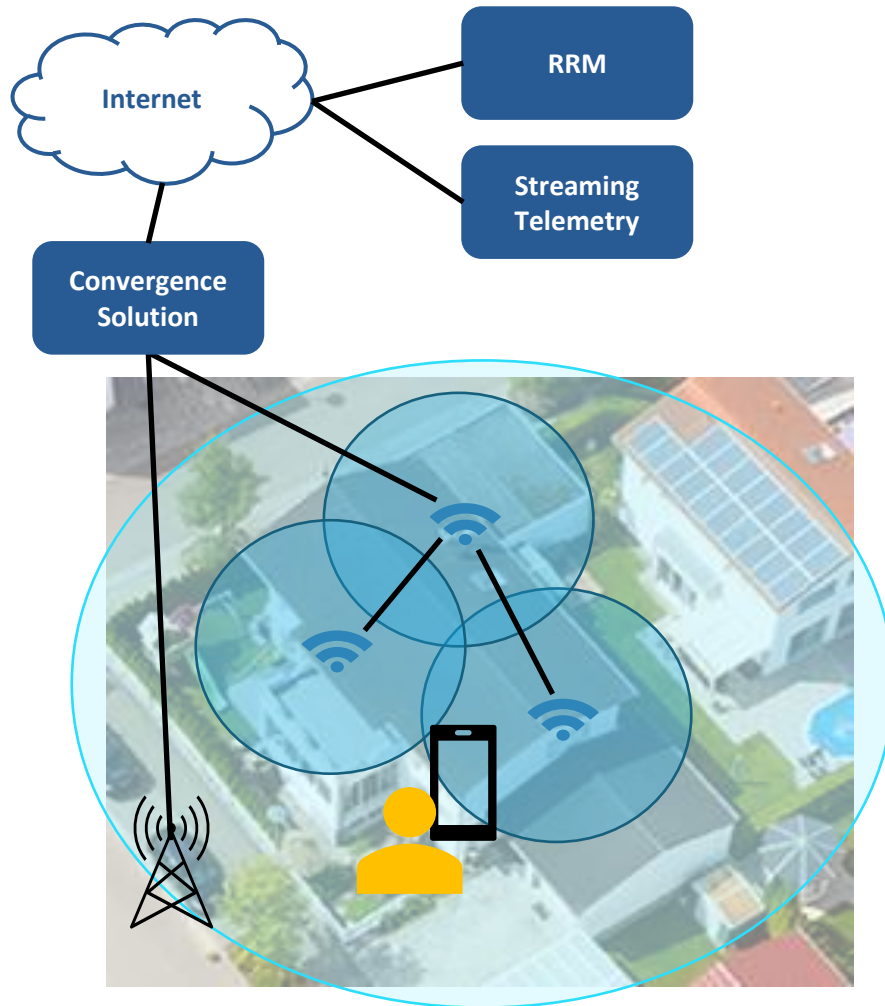 Internet
RRM
Streaming
Telemetry
Convergence
Solution